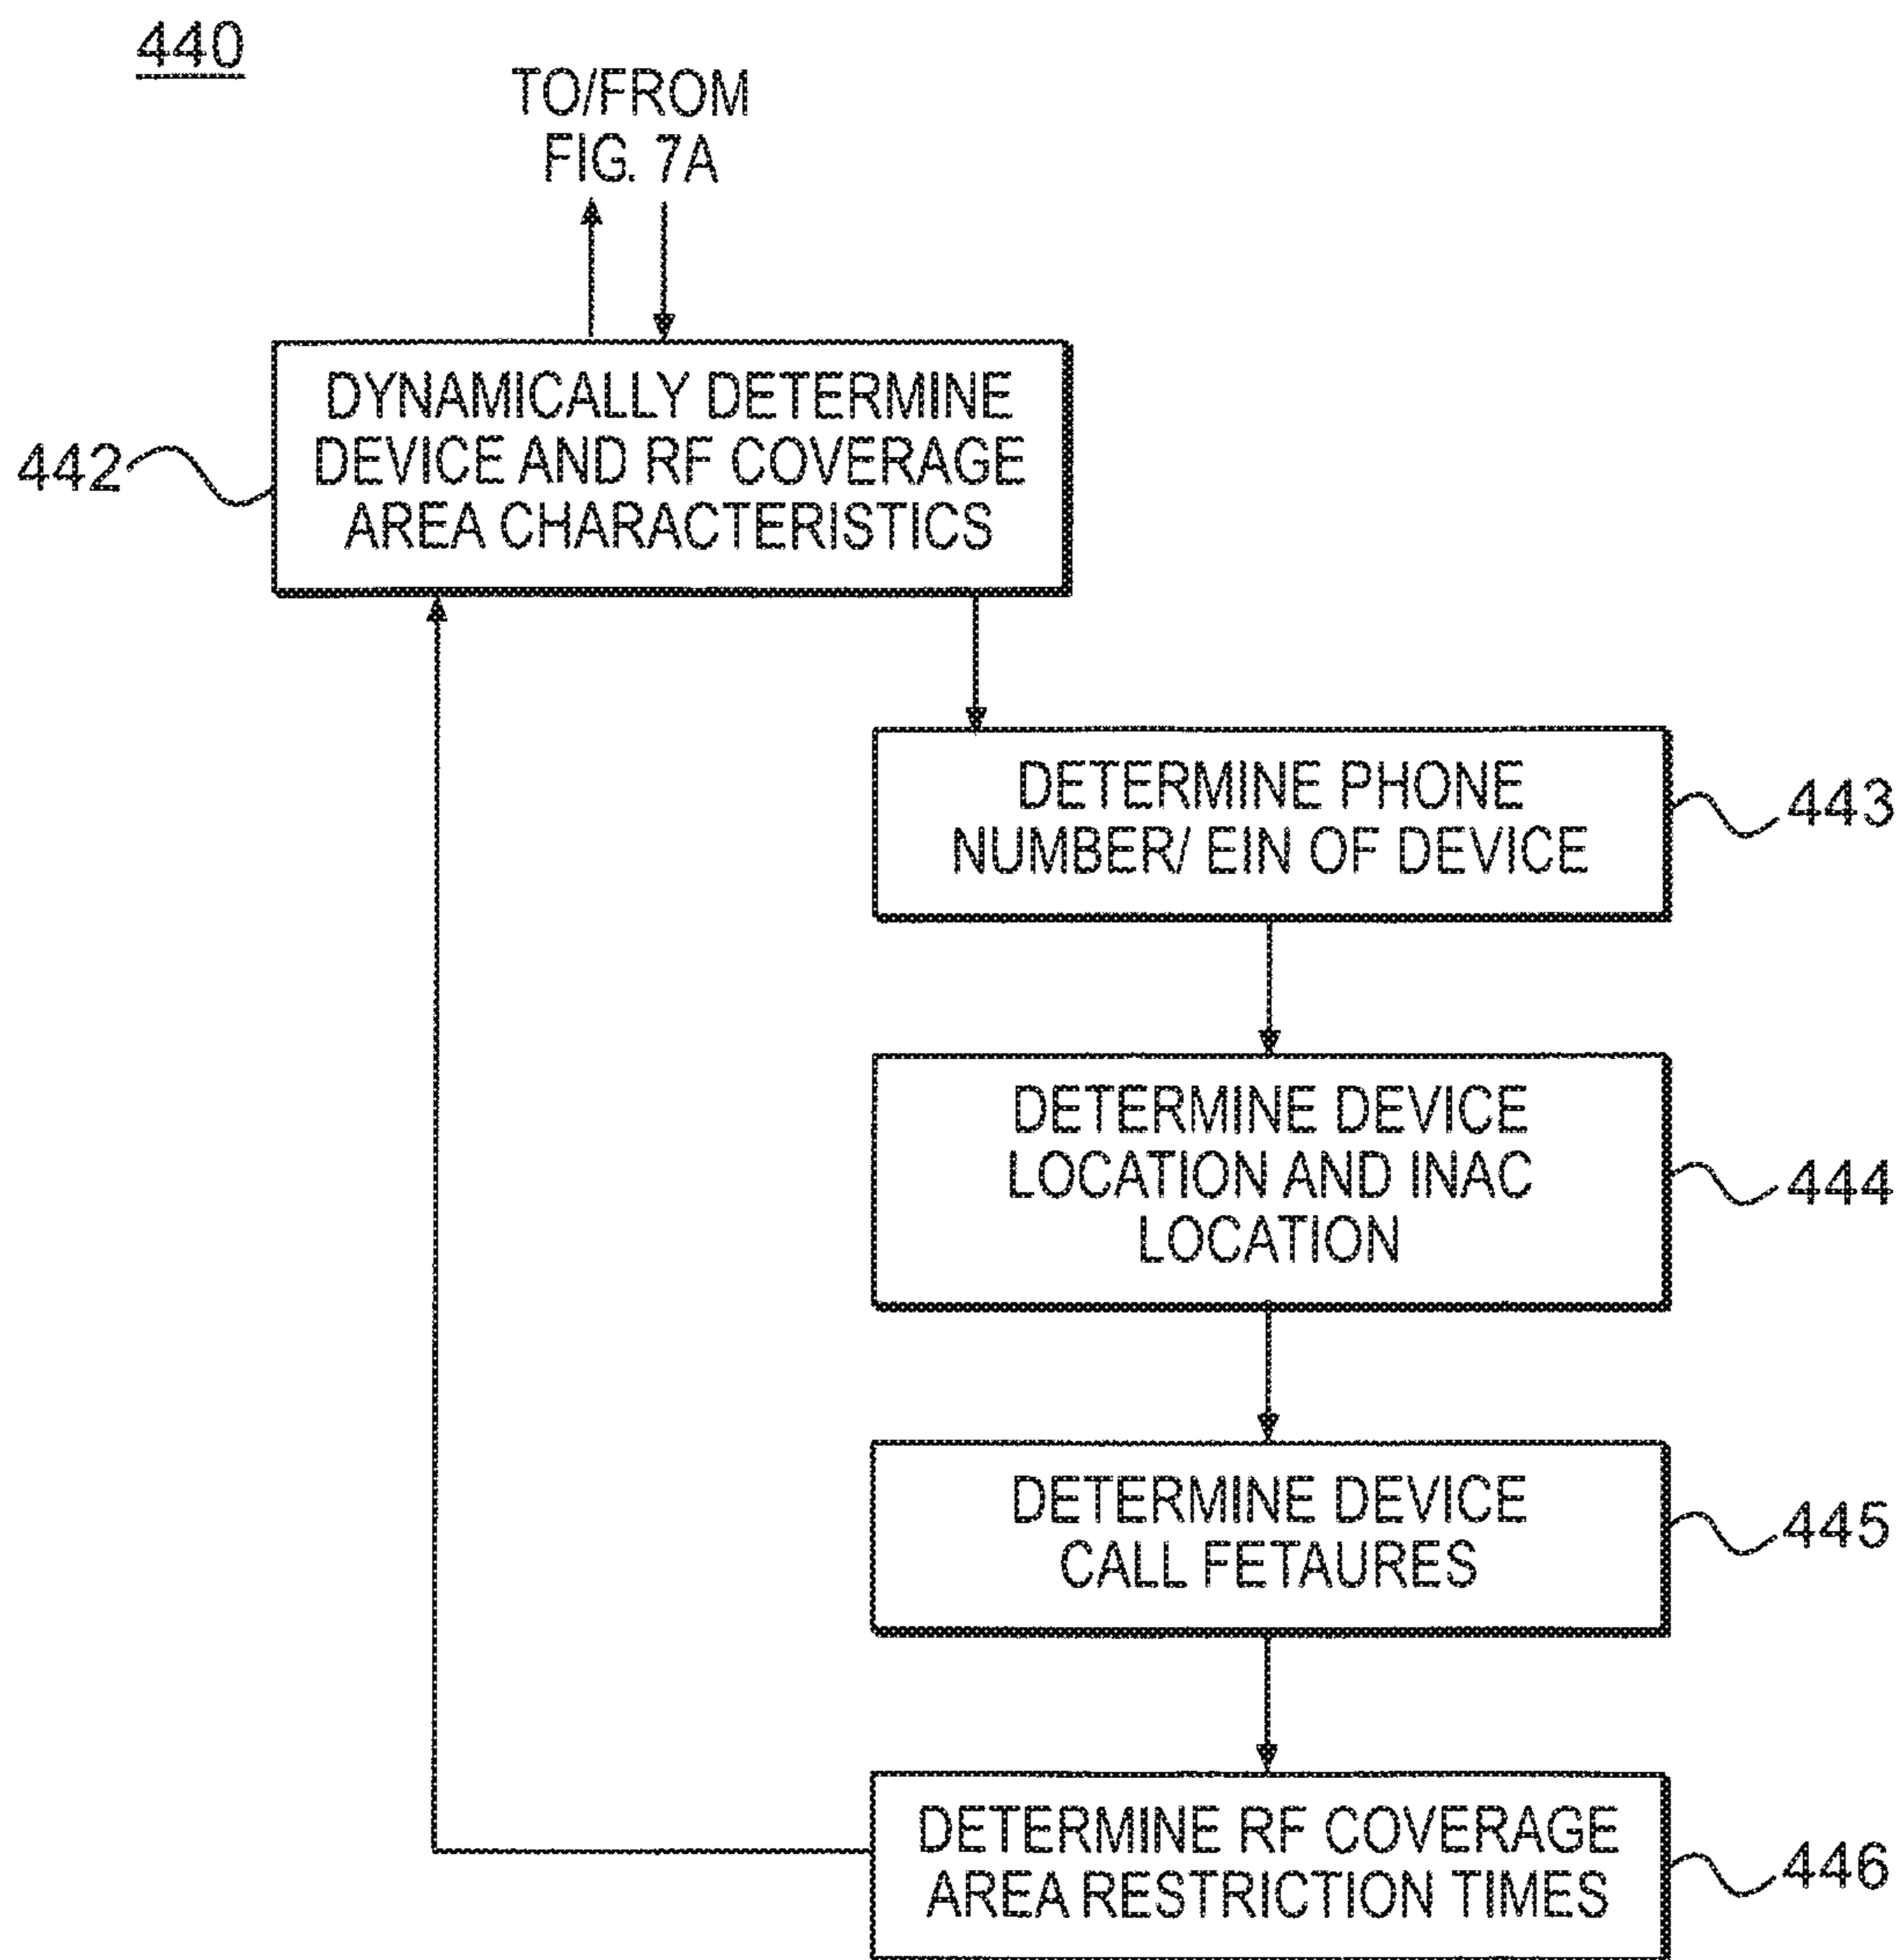 440
TO/FROM
FIG. 7A
DYNAMICALLY DETERMINE
DEVICE AND RF COVERAGE
AREA CHARACTERISTICS
442
DETERMINE PHONE
NUMBER/ EIN OF DEVICE
443
DETERMINE DEVICE
LOCATION AND INAC
LOCATION
444
DETERMINE DEVICE
CALL FETAURES
445
DETERMINE RF COVERAGE
AREA RESTRICTION TIMES
446